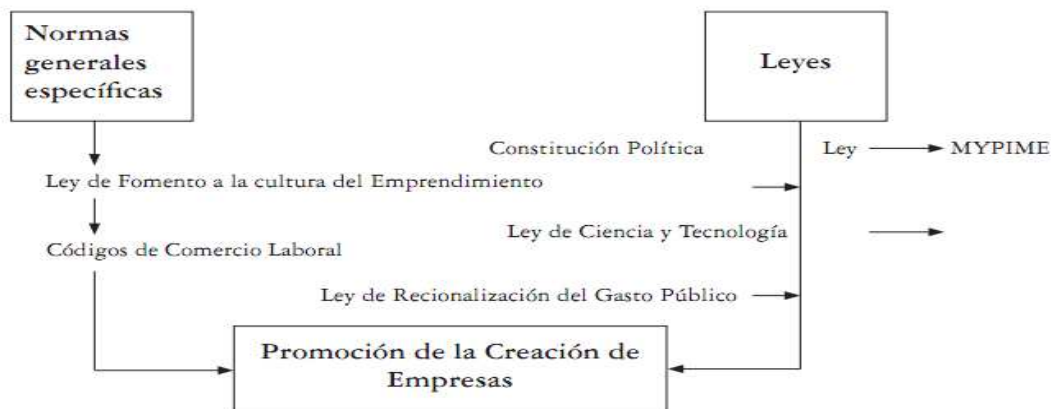 Normas
generales
específicas
Leyes
Constitución Política
Ley
MYPIME
Ley de Fomento a la cultura del Emprendimiento
Ley de Ciencia y Tecnología
Códigos de Comercio Laboral
Ley de Recionalización del Gasto Público
Promoción de la Creación de
Empresas